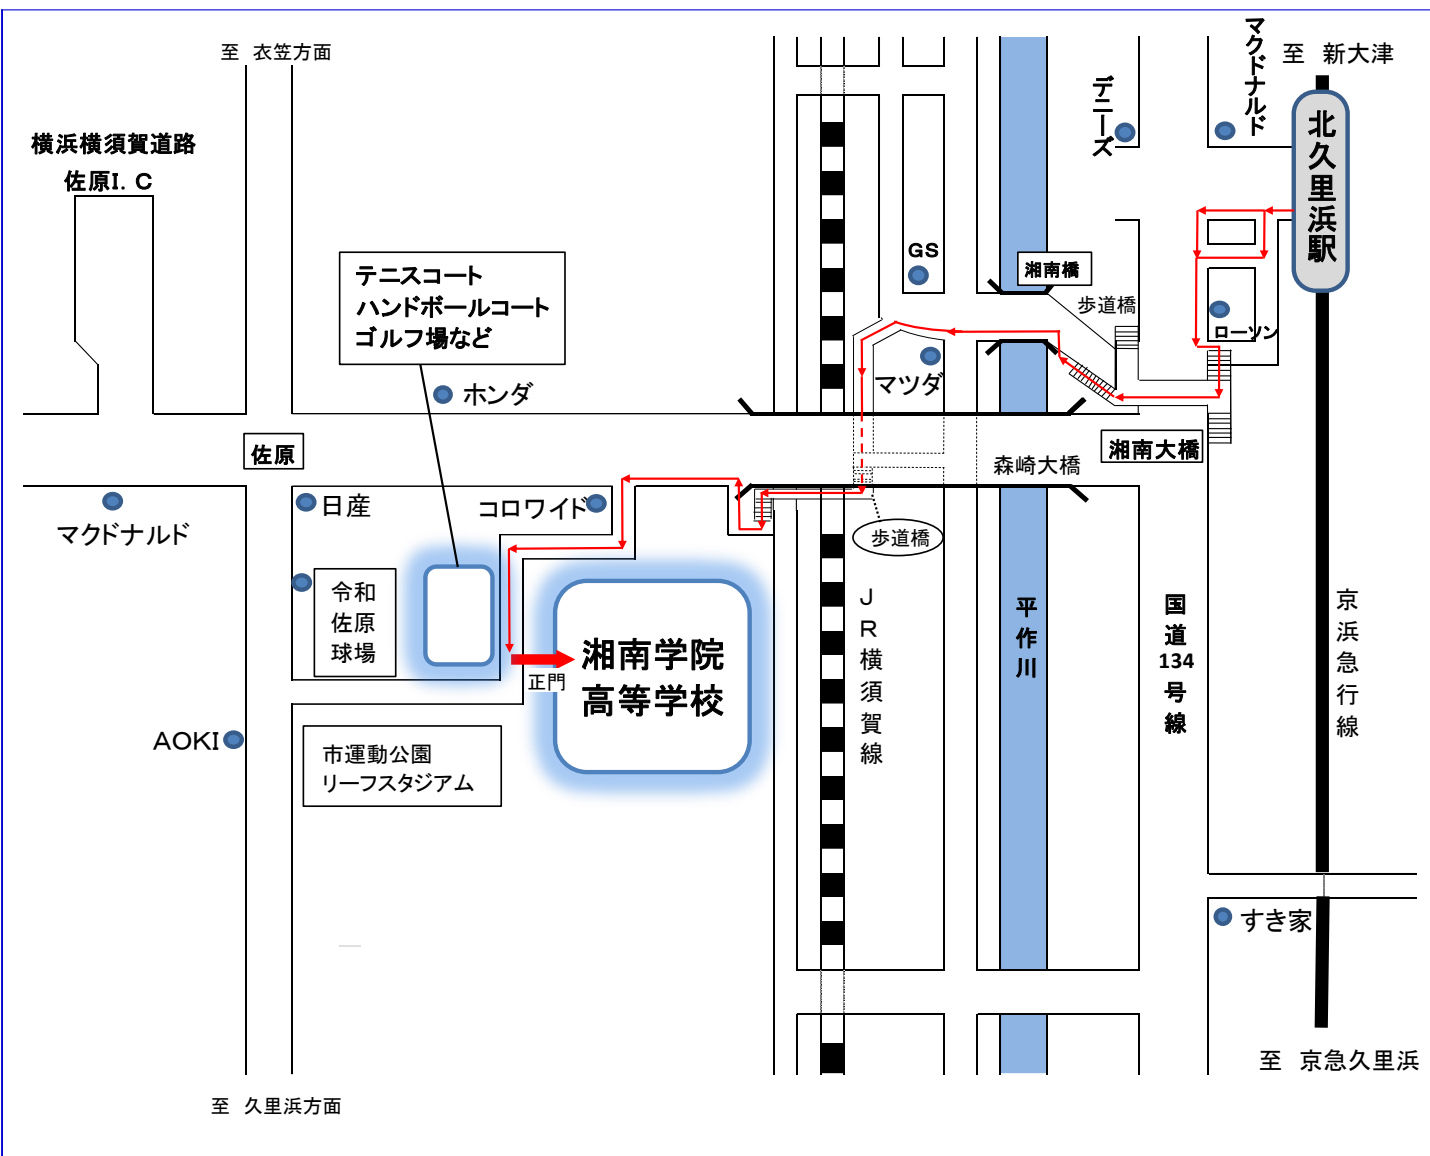 至　衣笠方面
マクドナルド
至　新大津
横浜横須賀道路
佐原I. C
デニーズ
北久里浜駅
テニスコート
ハンドボールコート
ゴルフ場など
GS
湘南橋
歩道橋
ローソン
マツダ
ホンダ
佐原
湘南大橋
森崎大橋
日産
コロワイド
マクドナルド
歩道橋
令和
佐原
球場
湘南学院
高等学校
正門
JR横須賀線
平作川
国道134号線
京浜急行線
AOKI
市運動公園
リーフスタジアム
すき家
至　京急久里浜
至　久里浜方面